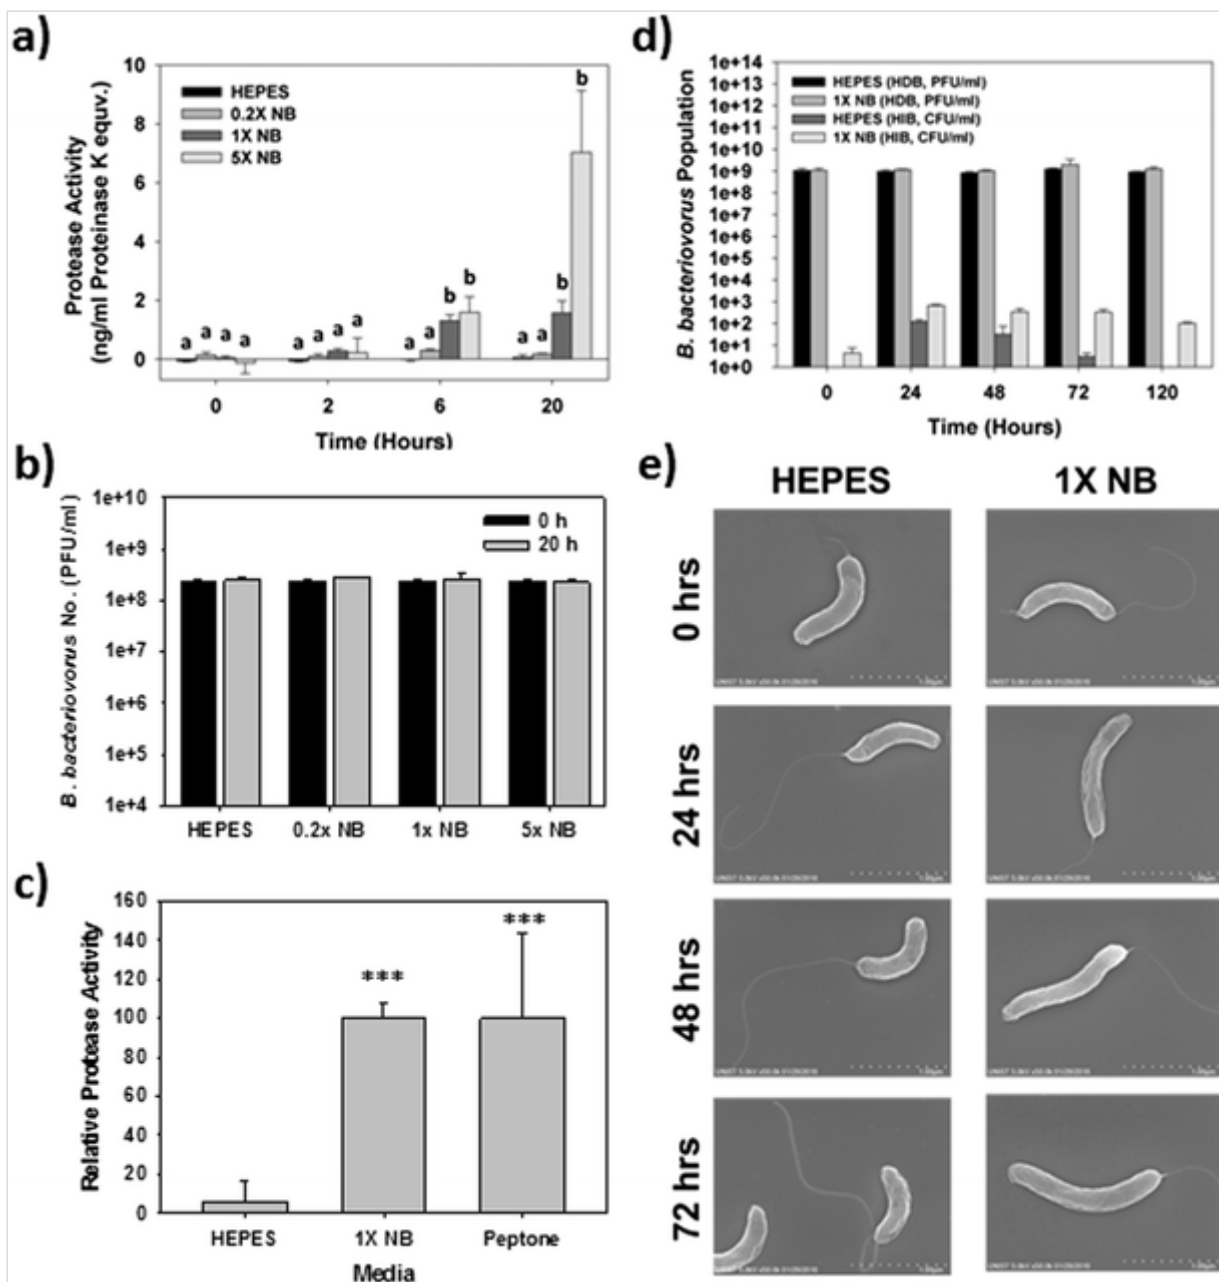 a)
10
8
6
4
2
0
Protease Activity
(ng/ml Proteinase K equv.)
HEPES
0.2X NB
1X NB
5X NB
a a a a
a a a a
a a b b
a a b b
0 2 6 20
Time (Hours)
b)
1e+10
1e+9
1e+8
1e+7
1e+6
1e+5
1e+4
B. bacteriovorus No. (PFU/ml)
0 h
20 h
HEPES 0.2x NB 1x NB 5x NB
c)
160
140
120
100
80
60
40
20
0
Relative Protease Activity
***
***
HEPES 1X NB Peptone
Media
d)
1e+14
1e+13
1e+12
1e+11
1e+10
1e+9
1e+8
1e+7
1e+6
1e+5
1e+4
1e+3
1e+2
1e+1
1e+0
B. bacteriovorus Population
HEPES (HDB, PFU/ml)
1X NB (HDB, PFU/ml)
HEPES (HIB, CFU/ml)
1X NB (HIB, CFU/ml)
0 24 48 72 120
Time (Hours)
e)
HEPES 1X NB
0 hrs
24 hrs
48 hrs
72 hrs